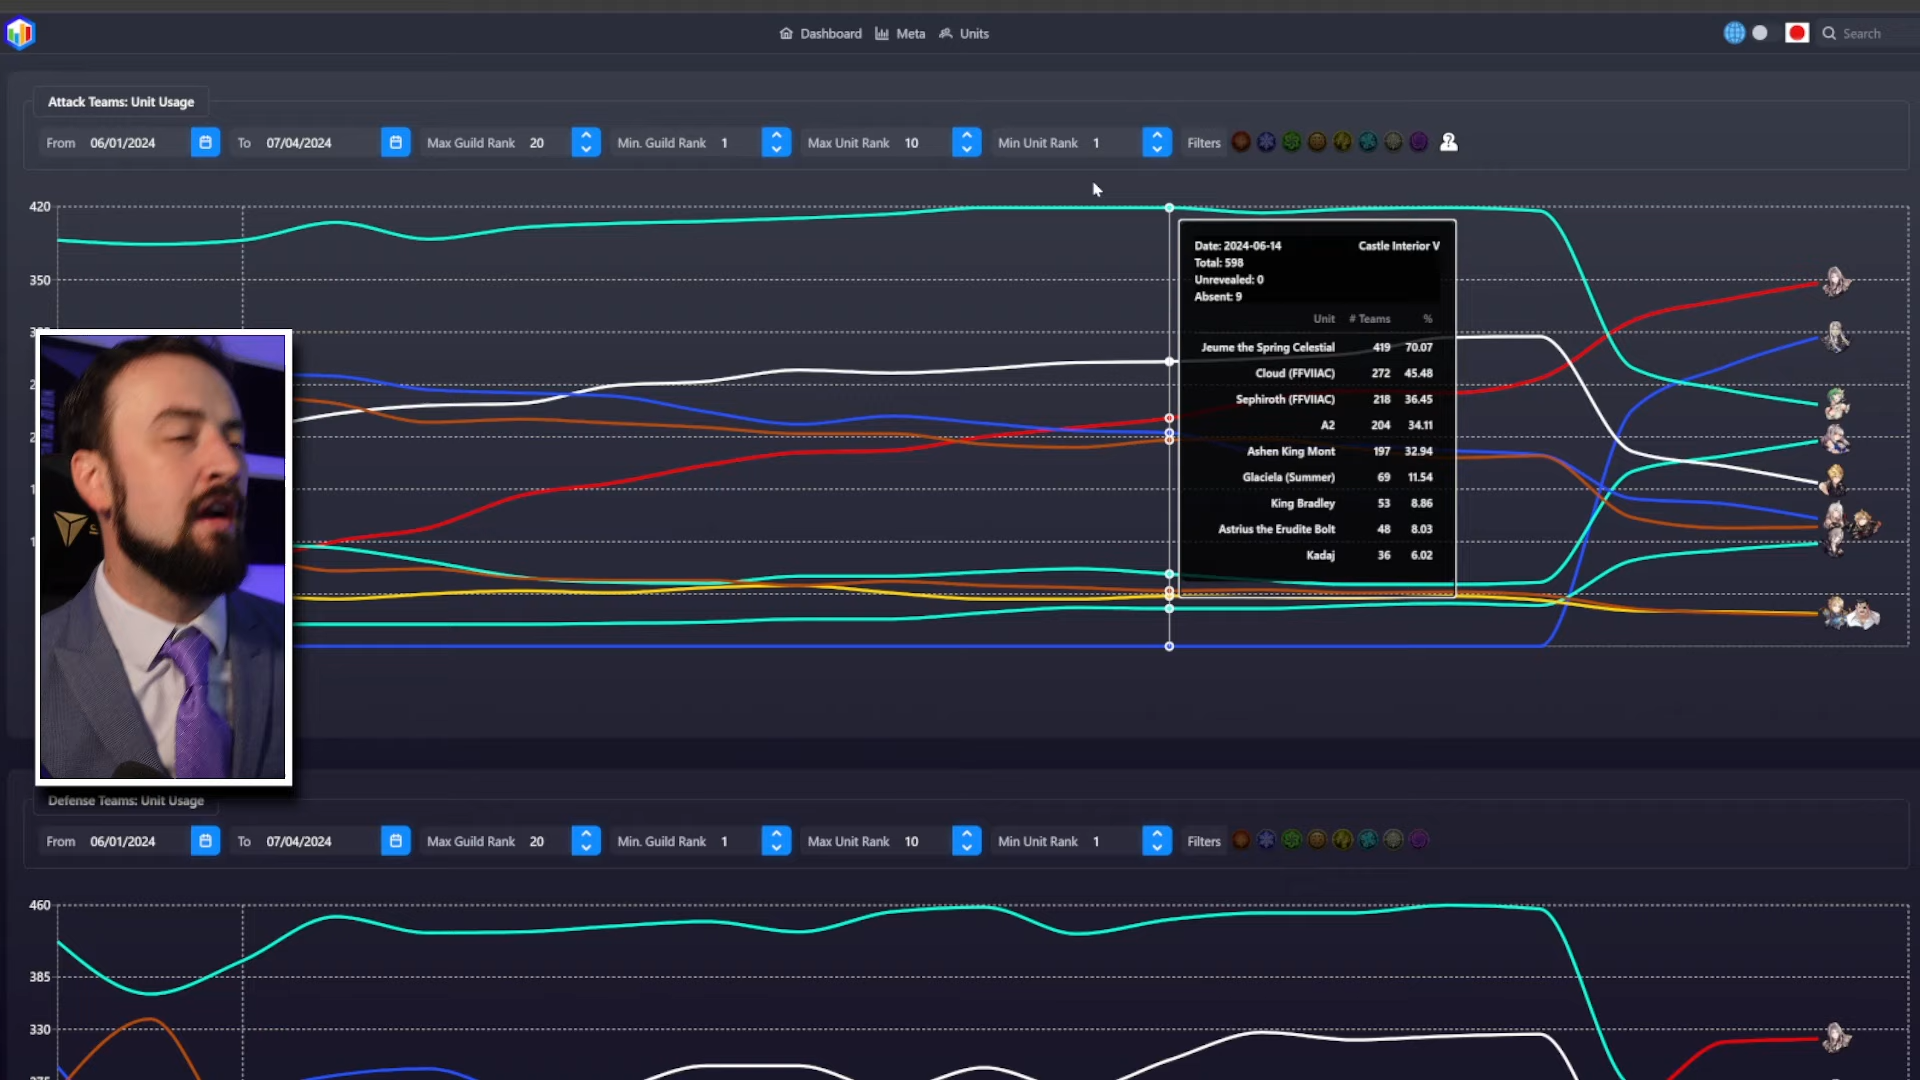 Dashboard Meta Units
Search
Attack Teams: Unit Usage
From 06/01/2024 To 07/04/2024 Max Guild Rank 20 Min. Guild Rank 1 Max Unit Rank 10 Min Unit Rank 1 Filters
420
350
Date: 2024-06-14 Castle Interior V
Total: 598
Unrevealed: 0
Absent: 9
Unit # Teams %
Jeume the Spring Celestial 419 70.07
Cloud (FFVIIAC) 272 45.48
Sephiroth (FFVIIAC) 218 36.45
A2 204 34.11
Ashen King Mont 197 32.94
Glaciela (Summer) 69 11.54
King Bradley 53 8.86
Astrius the Erudite Bolt 48 8.03
Kadaj 36 6.02
Defense Teams: Unit Usage
From 06/01/2024 To 07/04/2024 Max Guild Rank 20 Min. Guild Rank 1 Max Unit Rank 10 Min Unit Rank 1 Filters
460
385
330